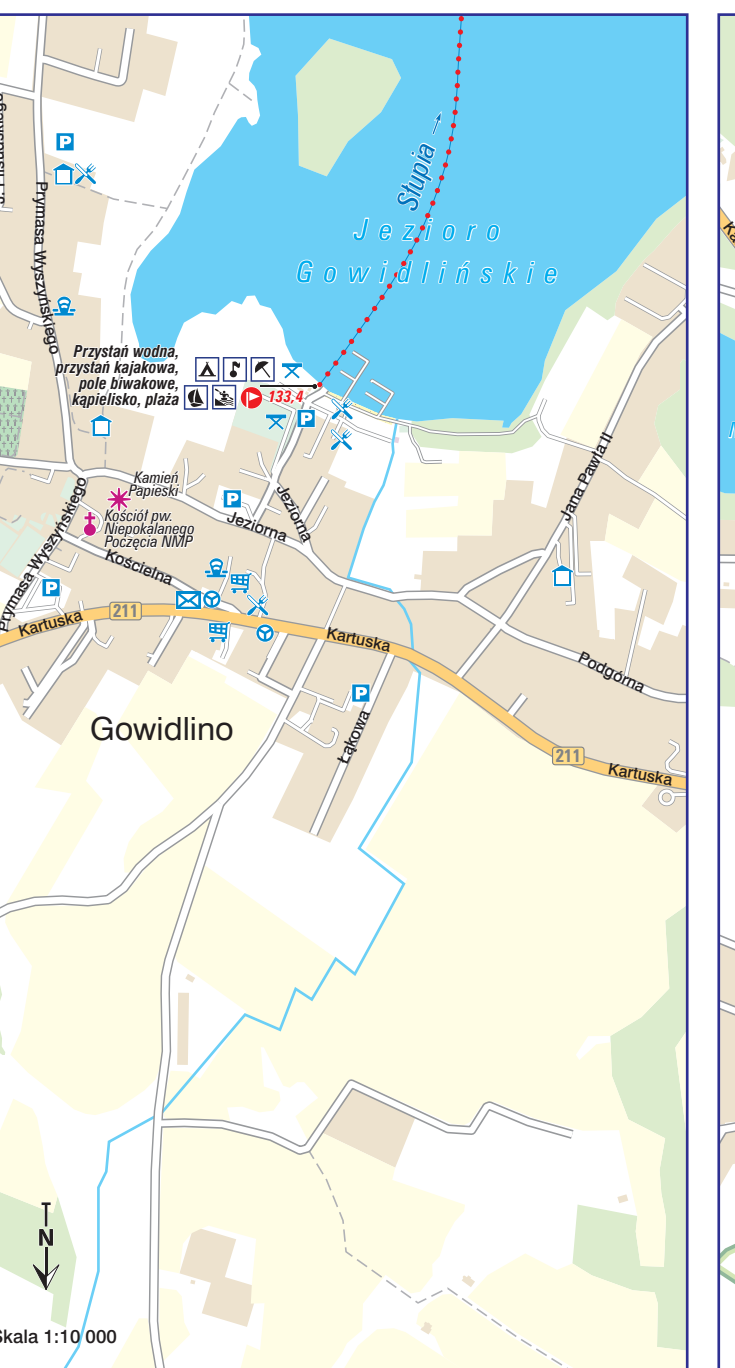 P
Prymasa Wyszyńskiego
Słupia
Jezioro
Gowidlińskie
Przystań wodna,
przystań kajakowa,
pole biwakowe,
kąpielisko, plaża
133,4
P
Jana Pawła II
Kamień
Papieski
Kościół pw.
Niepokalanego
Poczęcia NMP
P
Jeziorna
Jeziorna
Prymasa Wyszyńskiego
Kościelna
P
211
Kartuska
Kartuska
Podgórna
P
Łąkowa
Gowidlino
211
Kartuska
N
Skala 1:10 000